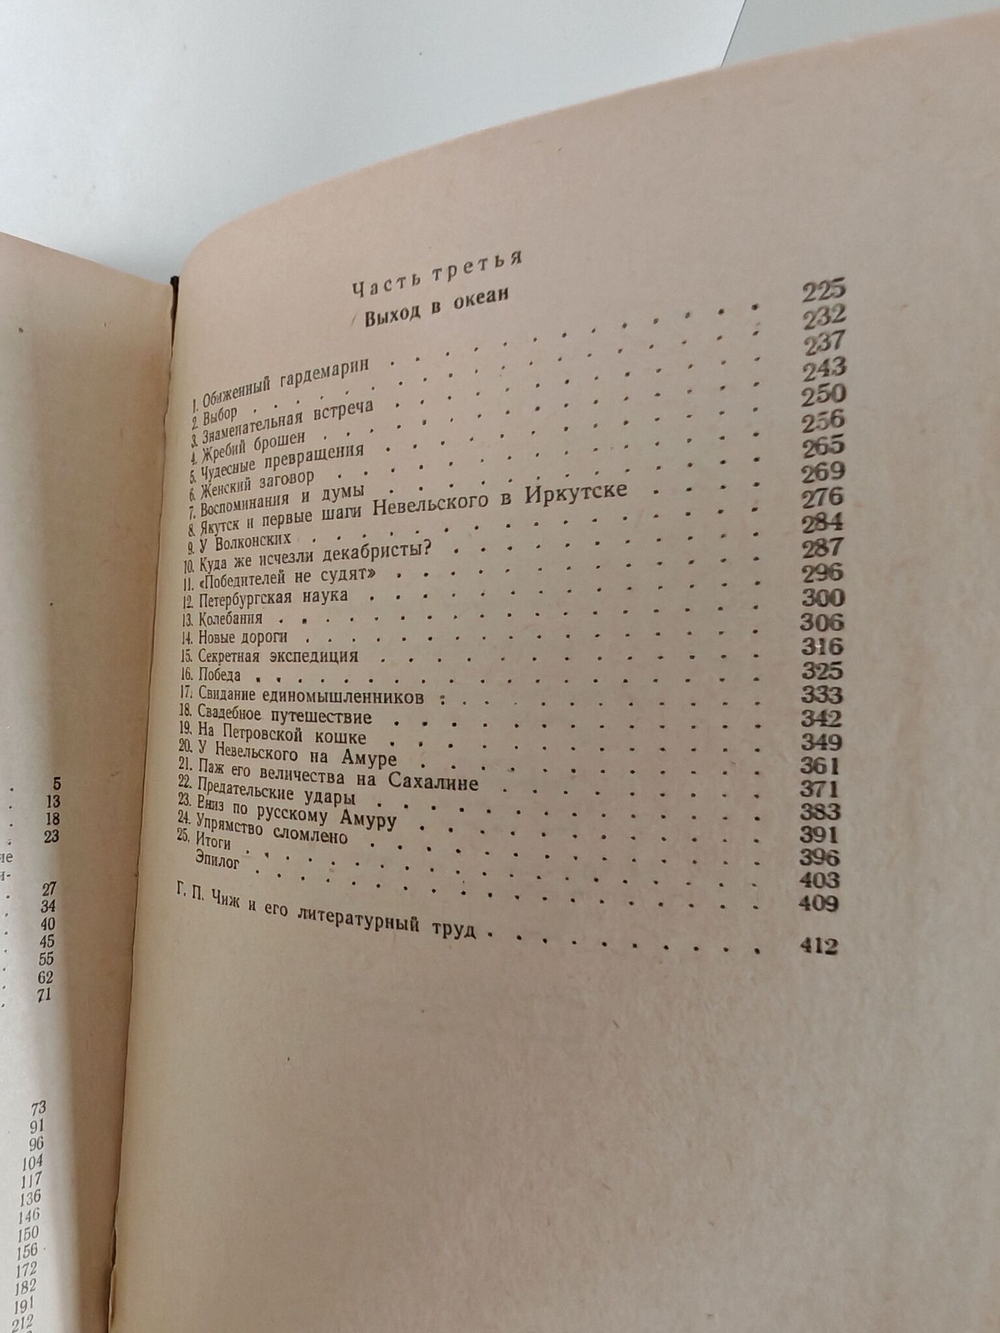 5
13
18
23
ие
и-
27
34
40
45
55
62
71
73
91
96
104
117
136
146
150
156
172
182
191
212
Часть третья
Выход в океан
1. Обиженный гардемарин . . . . . . . . . . . . . . 225
2. Выбор . . . . . . . . . . . . . . . . . . . 232
3. Знаменательная встреча . . . . . . . . . . . . . . 237
4. Жребий брошен . . . . . . . . . . . . . . . . 243
5. Чудесные превращения . . . . . . . . . . . . . . 250
6. Женский заговор . . . . . . . . . . . . . . . . 256
7. Воспоминания и думы . . . . . . . . . . . . . . 265
8. Якутск и первые шаги Невельского в Иркутске . . . . 269
9. У Волконских . . . . . . . . . . . . . . . . . 276
10. Куда же исчезли декабристы? . . . . . . . . . . . 284
11. «Победителей не судят» . . . . . . . . . . . . . 287
12. Петербургская наука . . . . . . . . . . . . . . 296
13. Колебания . . . . . . . . . . . . . . . . . . 300
14. Новые дороги . . . . . . . . . . . . . . . . . 306
15. Секретная экспедиция . . . . . . . . . . . . . . 316
16. Победа . . . . . . . . . . . . . . . . . . . 325
17. Свидание единомышленников . . . . . . . . . . . . 333
18. Свадебное путешествие . . . . . . . . . . . . . . 342
19. На Петровской кошке . . . . . . . . . . . . . . 349
20. У Невельского на Амуре . . . . . . . . . . . . . 361
21. Паж его величества на Сахалине . . . . . . . . . . 371
22. Предательские удары . . . . . . . . . . . . . . 383
23. Вниз по русскому Амуру . . . . . . . . . . . . . 391
24. Упрямство сломлено . . . . . . . . . . . . . . . 396
25. Итоги . . . . . . . . . . . . . . . . . . . 403
Эпилог . . . . . . . . . . . . . . . . . . . 409
Г. П. Чиж и его литературный труд . . . . . . . . . . 412